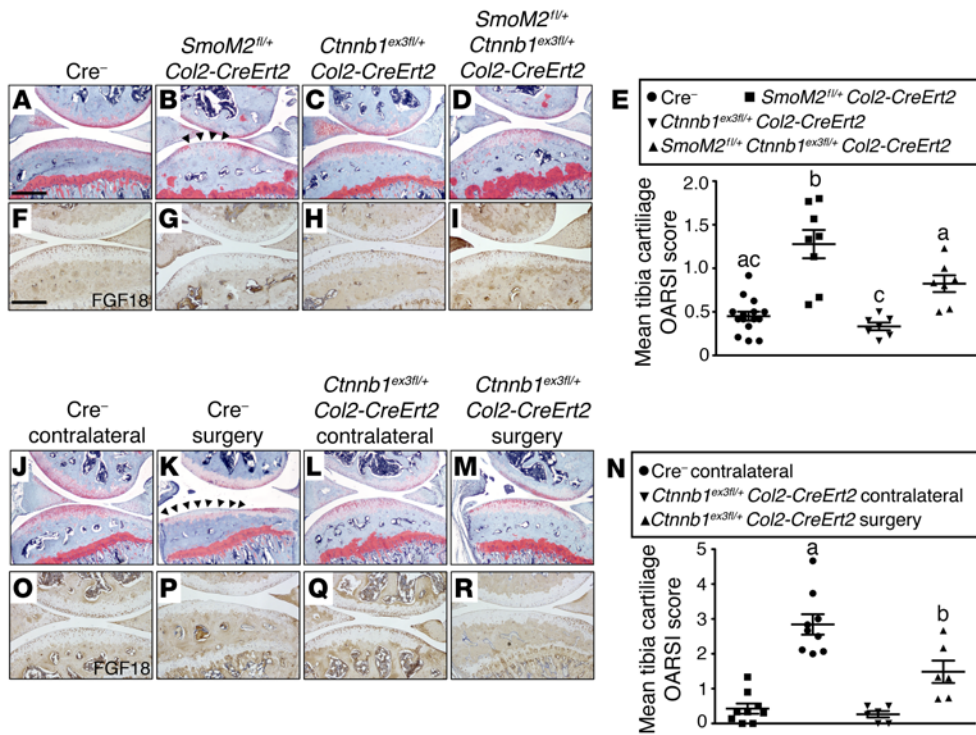 Cre⁻
SmoM2ᶠˡ/⁺
Col2-CreErt2
Ctnnb1ᵉˣ³ᶠˡ/⁺
Col2-CreErt2
SmoM2ᶠˡ/⁺
Ctnnb1ᵉˣ³ᶠˡ/⁺
Col2-CreErt2
A
B
C
D
F
G
H
I
FGF18
E
Cre⁻ SmoM2ᶠˡ/⁺ Col2-CreErt2
Ctnnb1ᵉˣ³ᶠˡ/⁺ Col2-CreErt2
SmoM2ᶠˡ/⁺ Ctnnb1ᵉˣ³ᶠˡ/⁺ Col2-CreErt2
Mean tibia cartiliage
OARSI score
2.0
1.5
1.0
0.5
0
ac
b
c
a
Cre⁻
contralateral
Cre⁻
surgery
Ctnnb1ᵉˣ³ᶠˡ/⁺
Col2-CreErt2
contralateral
Ctnnb1ᵉˣ³ᶠˡ/⁺
Col2-CreErt2
surgery
J
K
L
M
O
P
Q
R
FGF18
N
Cre⁻ contralateral
Ctnnb1ᵉˣ³ᶠˡ/⁺ Col2-CreErt2 contralateral
Ctnnb1ᵉˣ³ᶠˡ/⁺ Col2-CreErt2 surgery
Mean tibia cartilage
OARSI score
5
4
3
2
1
0
a
b